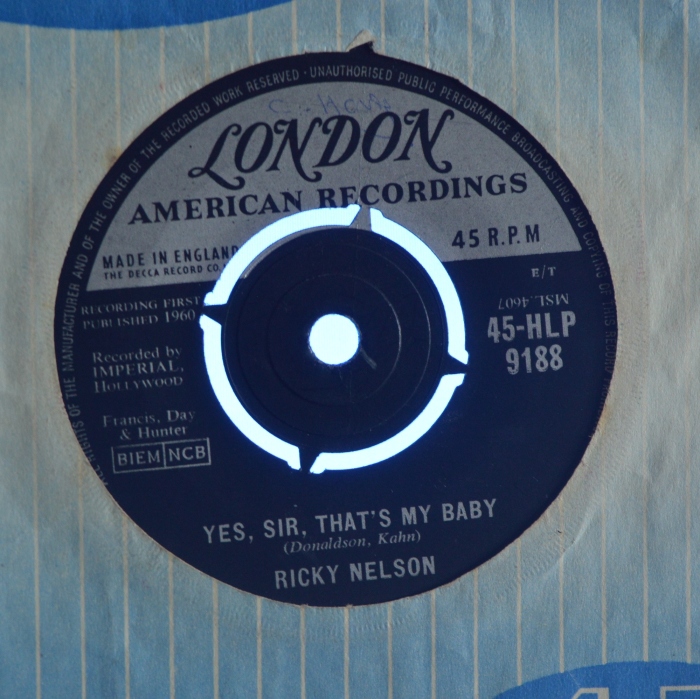 ALL RIGHTS OF THE MANUFACTURER AND OF THE OWNER OF THE RECORDED WORK RESERVED · UNAUTHORISED PUBLIC PERFORMANCE BROADCASTING AND COPYING OF THIS RECORD
LONDON
AMERICAN RECORDINGS
MADE IN ENGLAND
THE DECCA RECORD CO.
45 R.P.M
E/T
RECORDING FIRST
PUBLISHED 1960
MSL 4607
45-HLP
9188
Recorded by
IMPERIAL,
HOLLYWOOD
Francis, Day
& Hunter
BIEM NCB
YES, SIR, THAT'S MY BABY
(Donaldson, Kahn)
RICKY NELSON